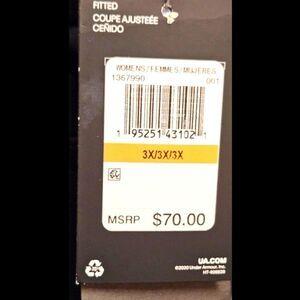 FITTED
COUPE AJUSTEÉE
CEÑIDO
WOMENS/FEMMES/MUJERES
1367990 001
1 95251 43102 1
3X/3X/3X
MSRP $70.00
UA.COM
©2020 Under Armour, Inc.